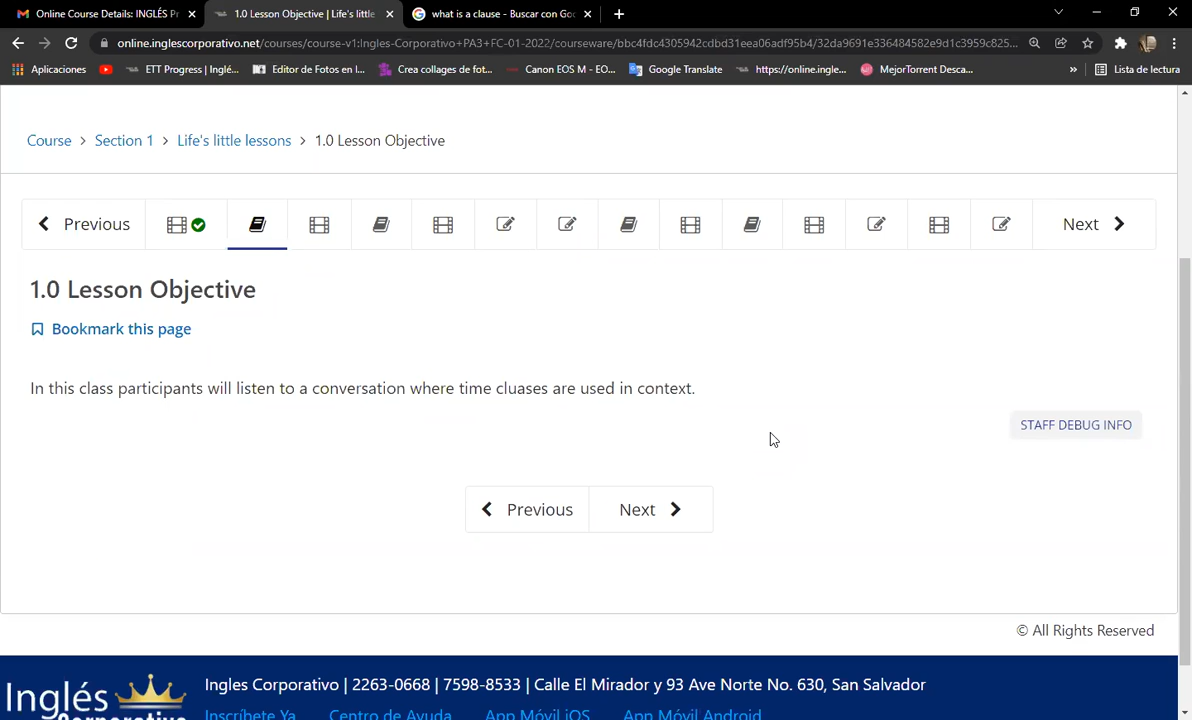 Online Course Details: INGLÉS Pr
1.0 Lesson Objective | Life's little
what is a clause - Buscar con Goo
online.inglescorporativo.net/courses/course-v1:Ingles-Corporativo+PA3+FC-01-2022/courseware/bbc4fdc4305942cdbd31eea06adf95b4/32da9691e336484582e9d1c3959c825...
Aplicaciones
ETT Progress | Inglé...
Editor de Fotos en l...
Crea collages de fot...
Canon EOS M - EO...
Google Translate
https://online.ingle...
MejorTorrent Desca...
»
Lista de lectura
Course > Section 1 > Life's little lessons > 1.0 Lesson Objective
Previous
Next
1.0 Lesson Objective
Bookmark this page
In this class participants will listen to a conversation where time cluases are used in context.
STAFF DEBUG INFO
Previous
Next
© All Rights Reserved
Inglés
Corporativo
Ingles Corporativo | 2263-0668 | 7598-8533 | Calle El Mirador y 93 Ave Norte No. 630, San Salvador
Inscríbete Ya
Centro de Ayuda
App Móvil iOS
App Móvil Android